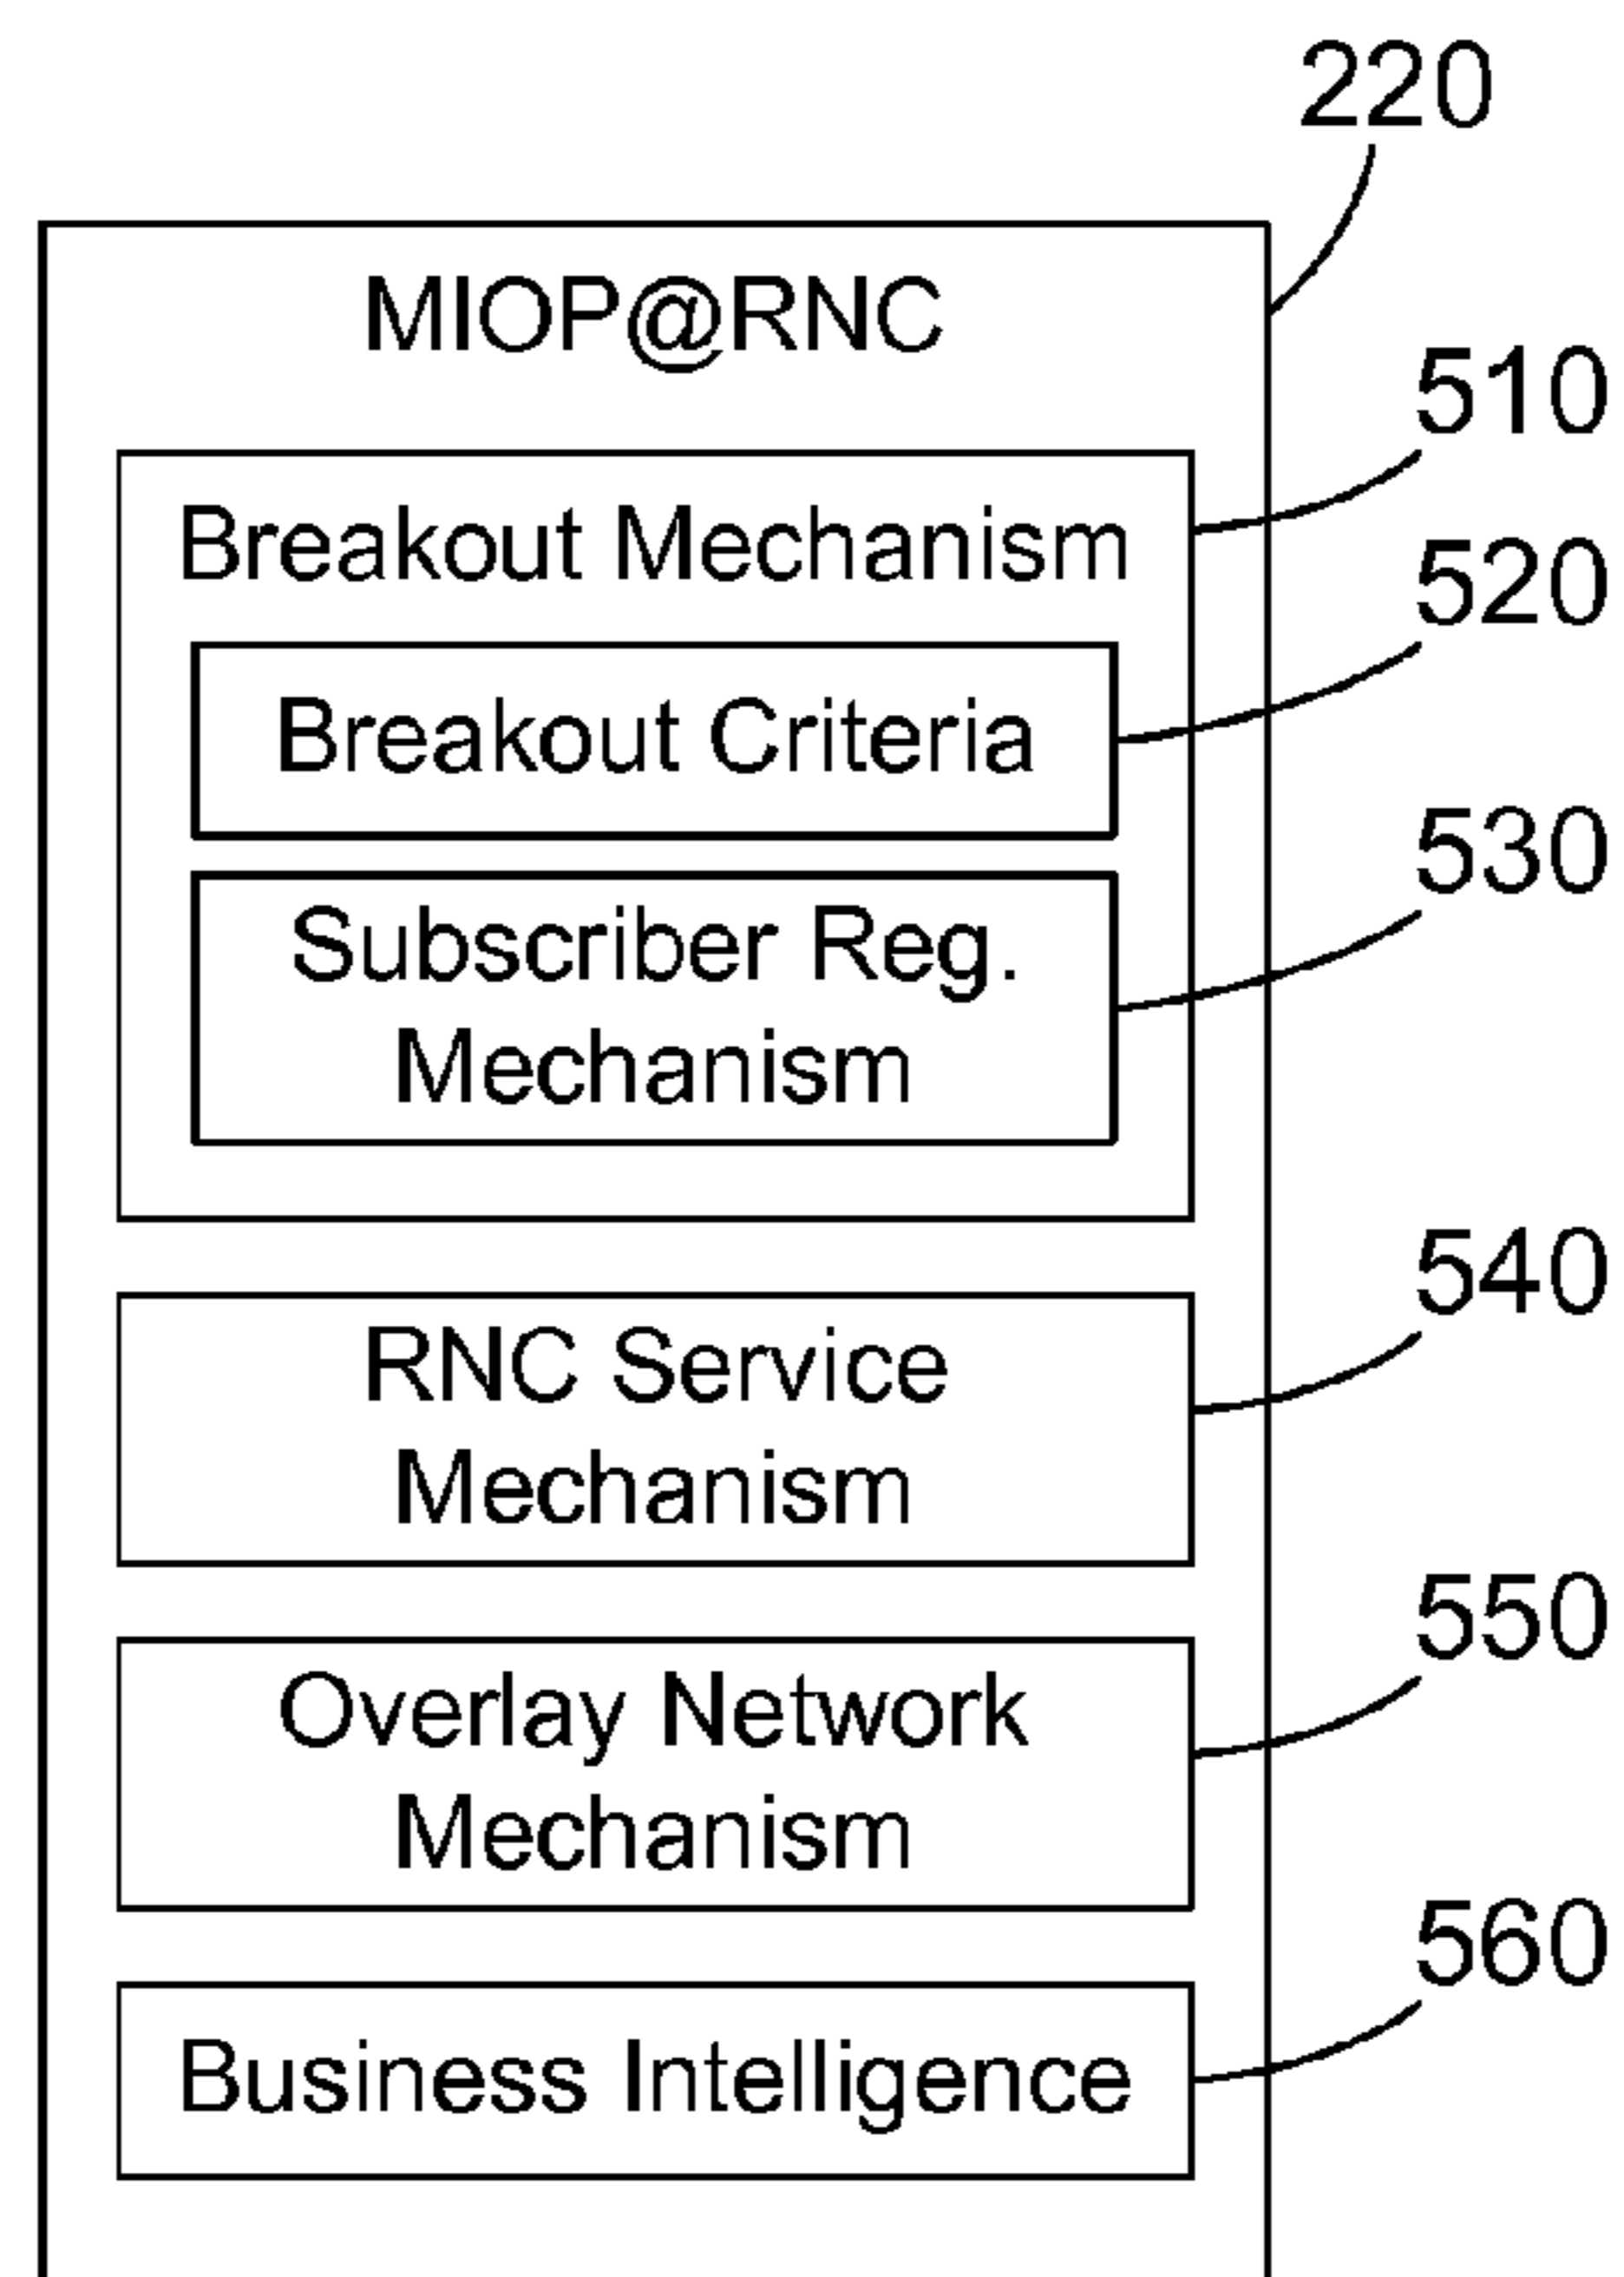 220
MIOP@RNC
510
Breakout Mechanism
520
Breakout Criteria
530
Subscriber Reg.
Mechanism
540
RNC Service
Mechanism
550
Overlay Network
Mechanism
560
Business Intelligence